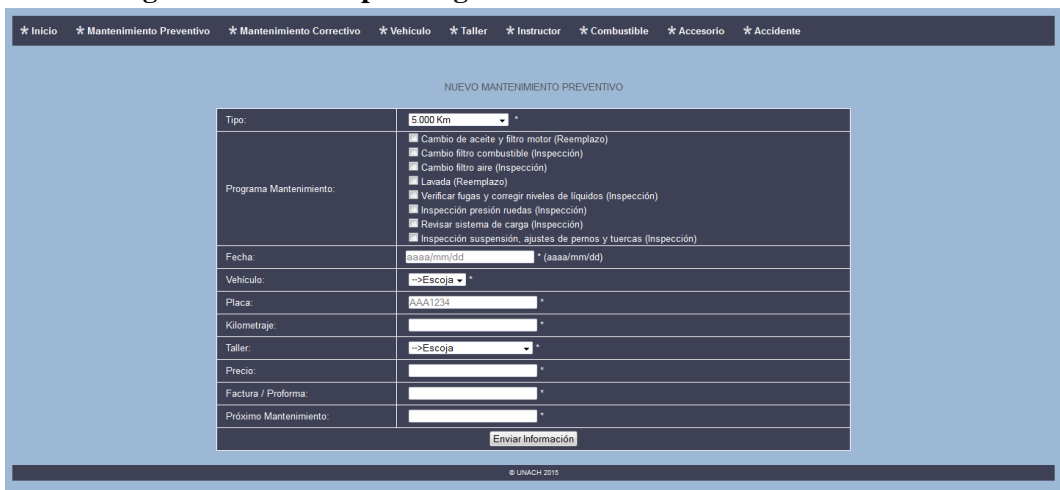 * Inicio * Mantenimiento Preventivo * Mantenimiento Correctivo * Vehículo * Taller * Instructor * Combustible * Accesorio * Accidente
NUEVO MANTENIMIENTO PREVENTIVO
Tipo: 5.000 Km *
Programa Mantenimiento:
Cambio de aceite y filtro motor (Reemplazo)
Cambio filtro combustible (Inspección)
Cambio filtro aire (Inspección)
Lavada (Reemplazo)
Verificar fugas y corregir niveles de líquidos (Inspección)
Inspección presión ruedas (Inspección)
Revisar sistema de carga (Inspección)
Inspección suspensión, ajustes de pernos y tuercas (Inspección)
Fecha: aaaa/mm/dd * (aaaa/mm/dd)
Vehículo: -->Escoja *
Placa: AAA1234 *
Kilometraje: *
Taller: -->Escoja *
Precio: *
Factura / Proforma: *
Próximo Mantenimiento: *
Enviar Información
© UNACH 2015